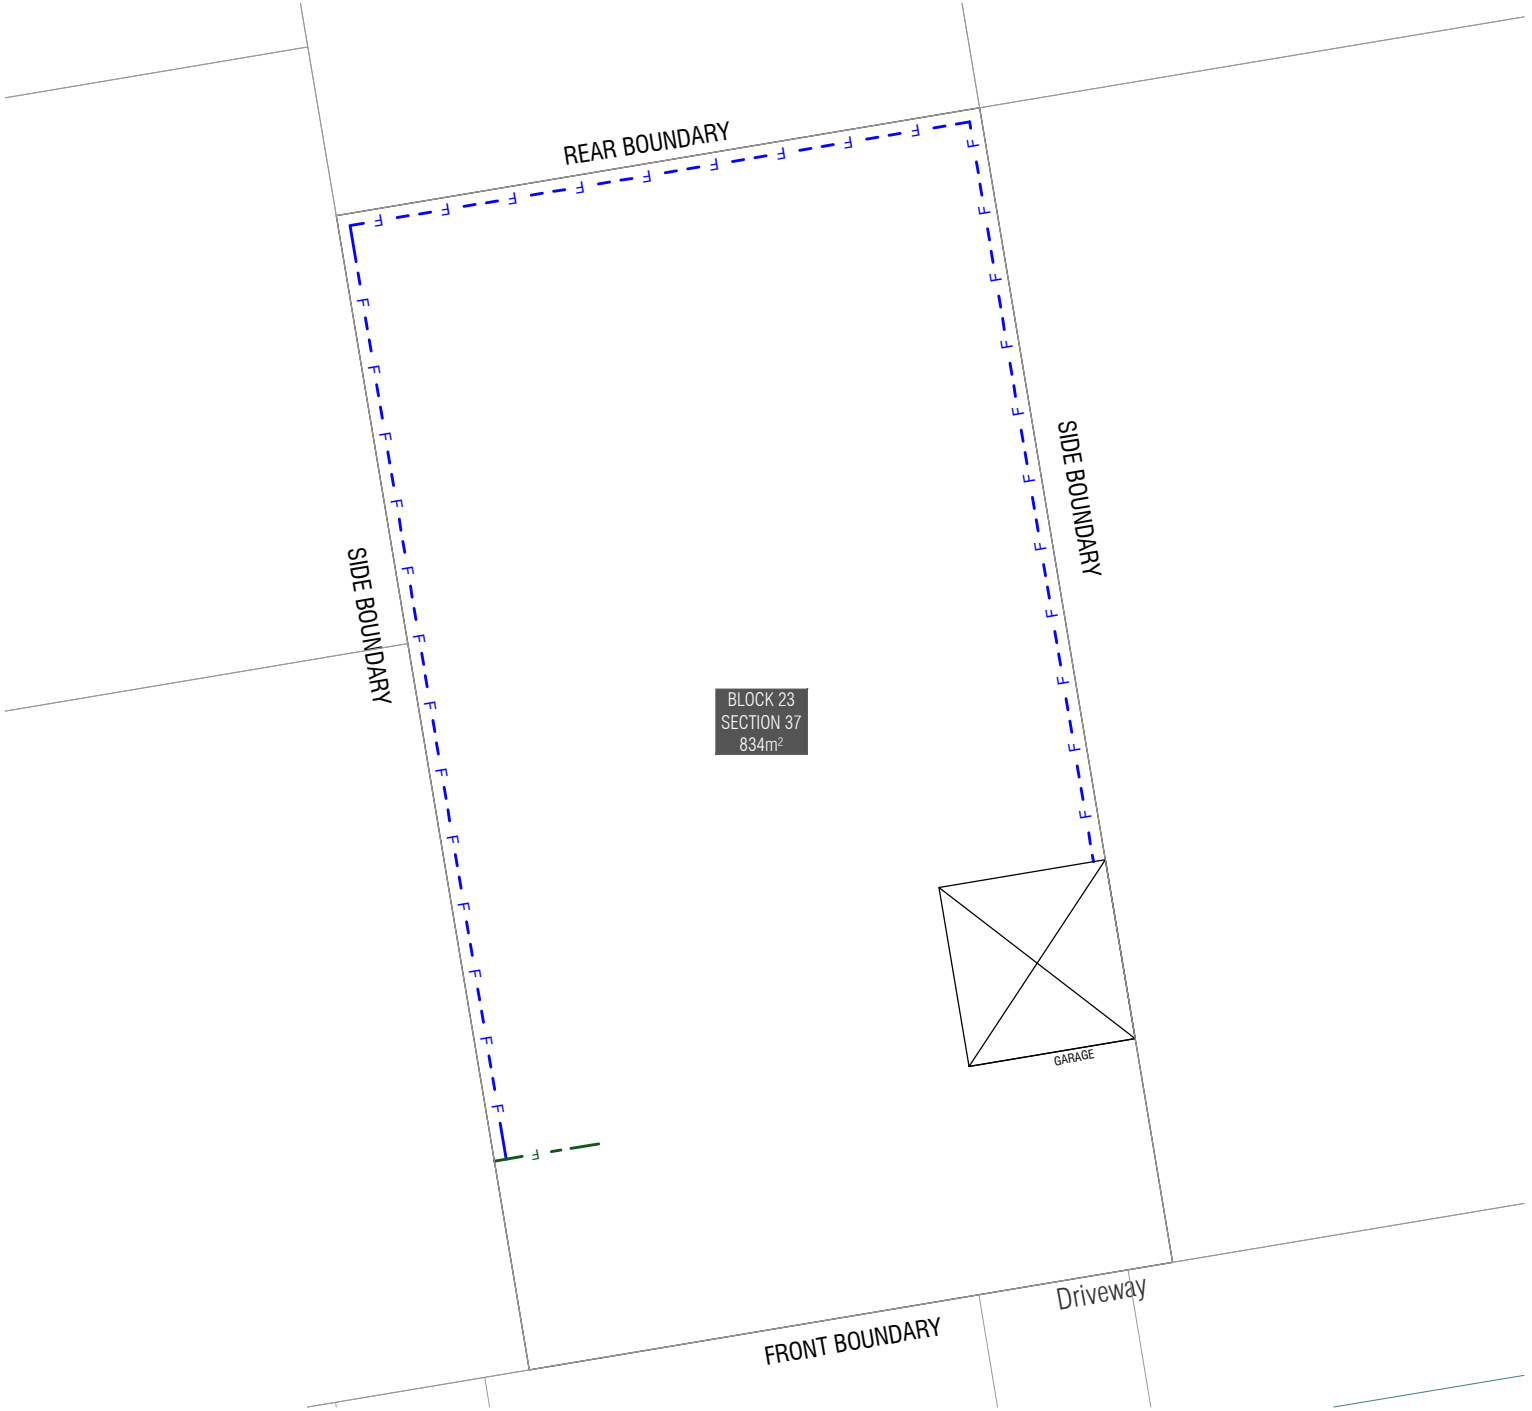 REAR BOUNDARY
F F F F F F F F F
F F F F F F F F F F F
F F F F F F F F F F F F F
SIDE BOUNDARY
SIDE BOUNDARY
BLOCK 23
SECTION 37
834m²
GARAGE
F
Driveway
FRONT BOUNDARY